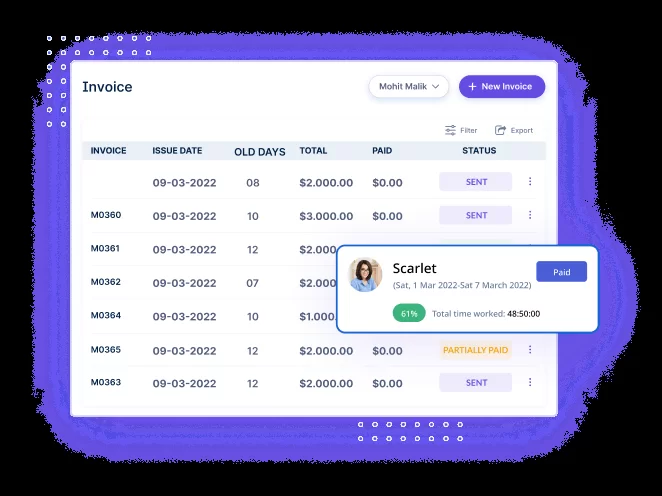 Invoice
Mohit Malik
+ New Invoice
Filter Export
INVOICE ISSUE DATE OLD DAYS TOTAL PAID STATUS
09-03-2022 08 $2.000.00 $0.00 SENT
M0360 09-03-2022 10 $3.000.00 $0.00 SENT
M0361 09-03-2022 12 $2.000
M0362 09-03-2022 07 $2.000
M0364 09-03-2022 10 $1.000.
Scarlet
Paid
(Sat, 1 Mar 2022-Sat 7 March 2022)
61% Total time worked: 48:50:00
M0365 09-03-2022 12 $2.000.00 $0.00 PARTIALLY PAID
M0363 09-03-2022 12 $2.000.00 $0.00 SENT